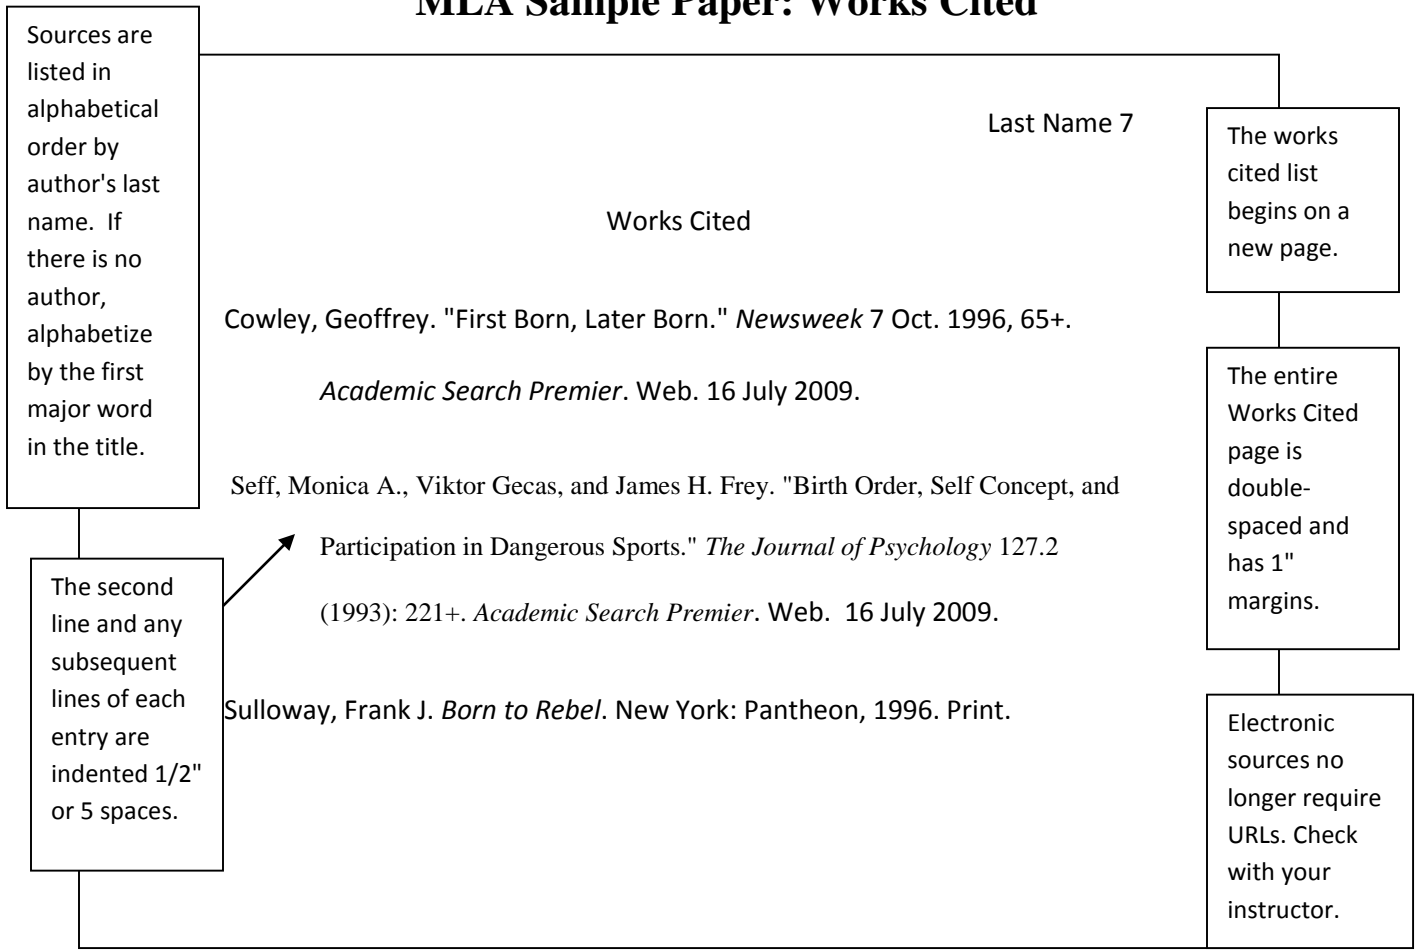 MLA Sample Paper: Works Cited
Sources are
listed in
alphabetical
order by
author's last
name.  If
there is no
author,
alphabetize
by the first
major word
in the title.
The second
line and any
subsequent
lines of each
entry are
indented 1/2"
or 5 spaces.
Last Name 7
Works Cited
Cowley, Geoffrey. "First Born, Later Born." Newsweek 7 Oct. 1996, 65+.
Academic Search Premier. Web. 16 July 2009.
Seff, Monica A., Viktor Gecas, and James H. Frey. "Birth Order, Self Concept, and
Participation in Dangerous Sports." The Journal of Psychology 127.2
(1993): 221+. Academic Search Premier. Web.  16 July 2009.
Sulloway, Frank J. Born to Rebel. New York: Pantheon, 1996. Print.
The works
cited list
begins on a
new page.
The entire
Works Cited
page is
double-
spaced and
has 1"
margins.
Electronic
sources no
longer require
URLs. Check
with your
instructor.